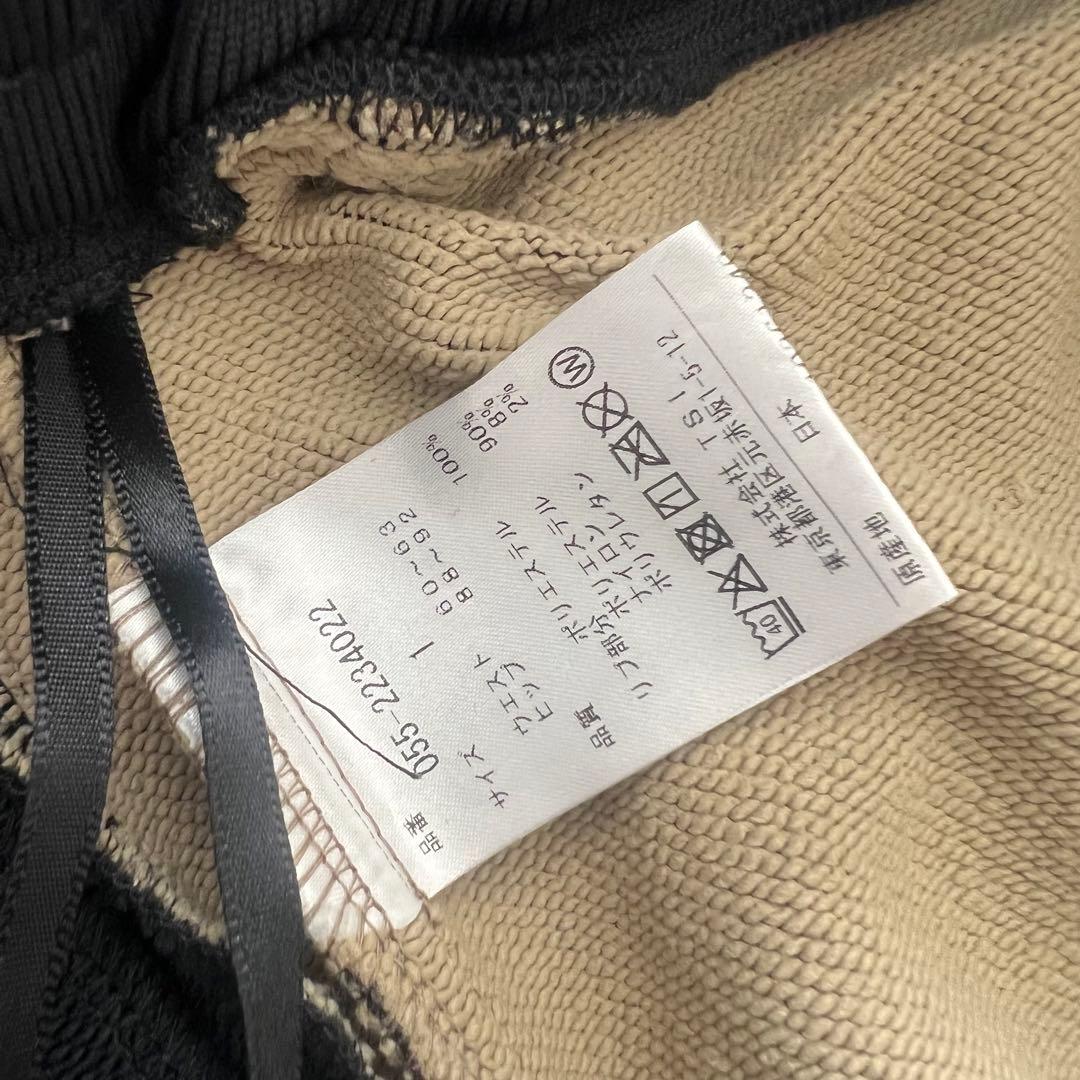 品番 055-2234022
サイズ 1
ウエスト 60~63
ヒップ 88~92
品質 ポリエステル 100%
リブ部分ポリエステル 90%
ナイロン 8%
ポリウレタン 2%
40
W
株式会社 TSI
東京都港区元赤坂1-5-12
原産地 日本